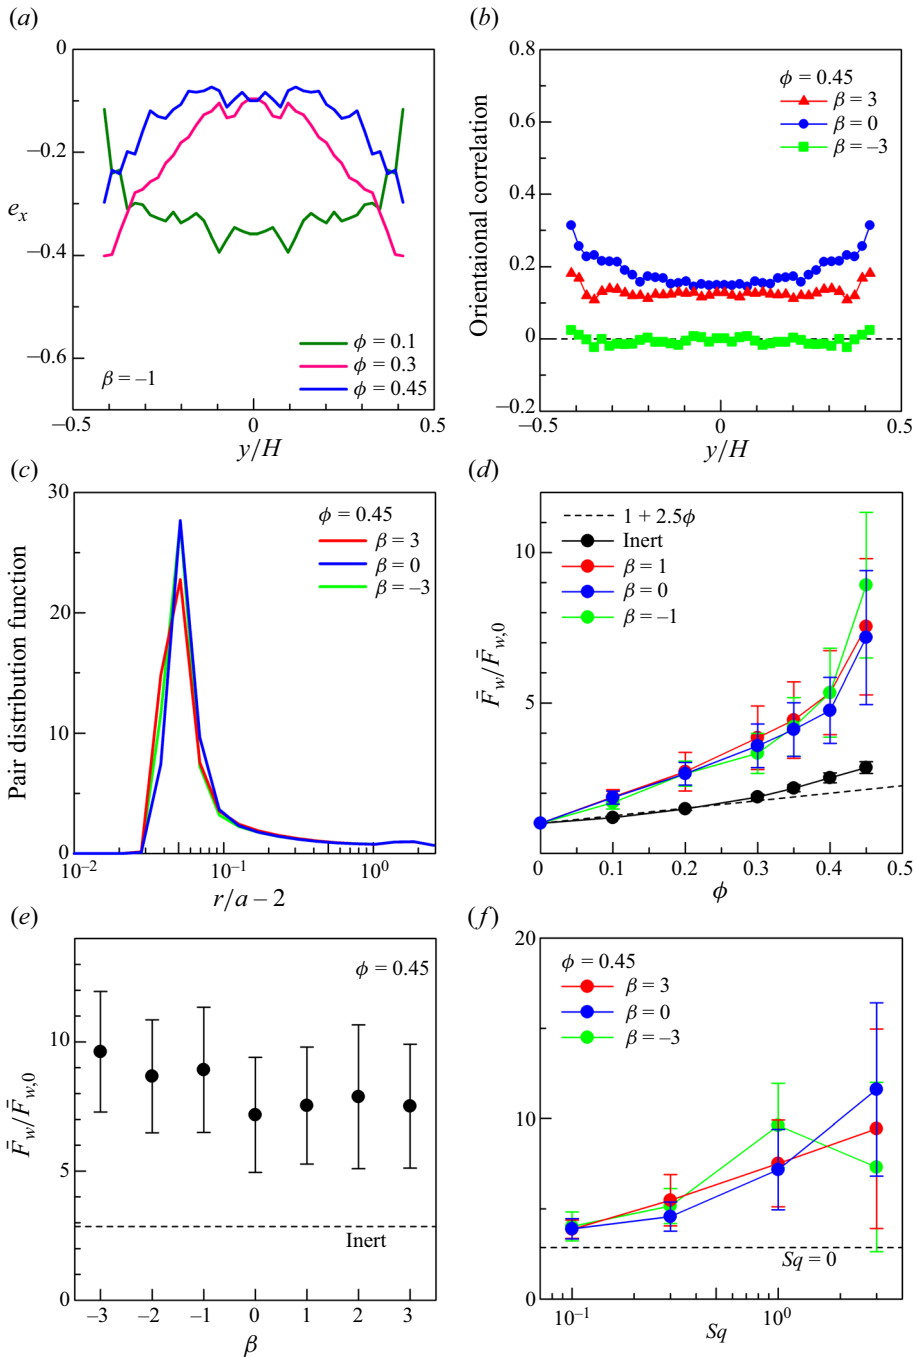 (a)
0
−0.2
−0.4
−0.6
e_x
β = −1
ϕ = 0.1
ϕ = 0.3
ϕ = 0.45
−0.5
0
0.5
y/H
(b)
0.8
0.6
0.4
0.2
0
−0.2
Orientaional correlation
ϕ = 0.45
β = 3
β = 0
β = −3
−0.5
0
0.5
y/H
(c)
30
20
10
0
Pair distribution function
ϕ = 0.45
β = 3
β = 0
β = −3
10^−2
10^−1
10^0
r/a − 2
(d)
10
5
F̄_w/F̄_w,0
1 + 2.5ϕ
Inert
β = 1
β = 0
β = −1
0
0.1
0.2
0.3
0.4
0.5
ϕ
(e)
10
5
0
F̄_w/F̄_w,0
ϕ = 0.45
Inert
−3
−2
−1
0
1
2
3
β
(f)
20
15
10
5
0
ϕ = 0.45
β = 3
β = 0
β = −3
Sq = 0
10^−1
10^0
Sq